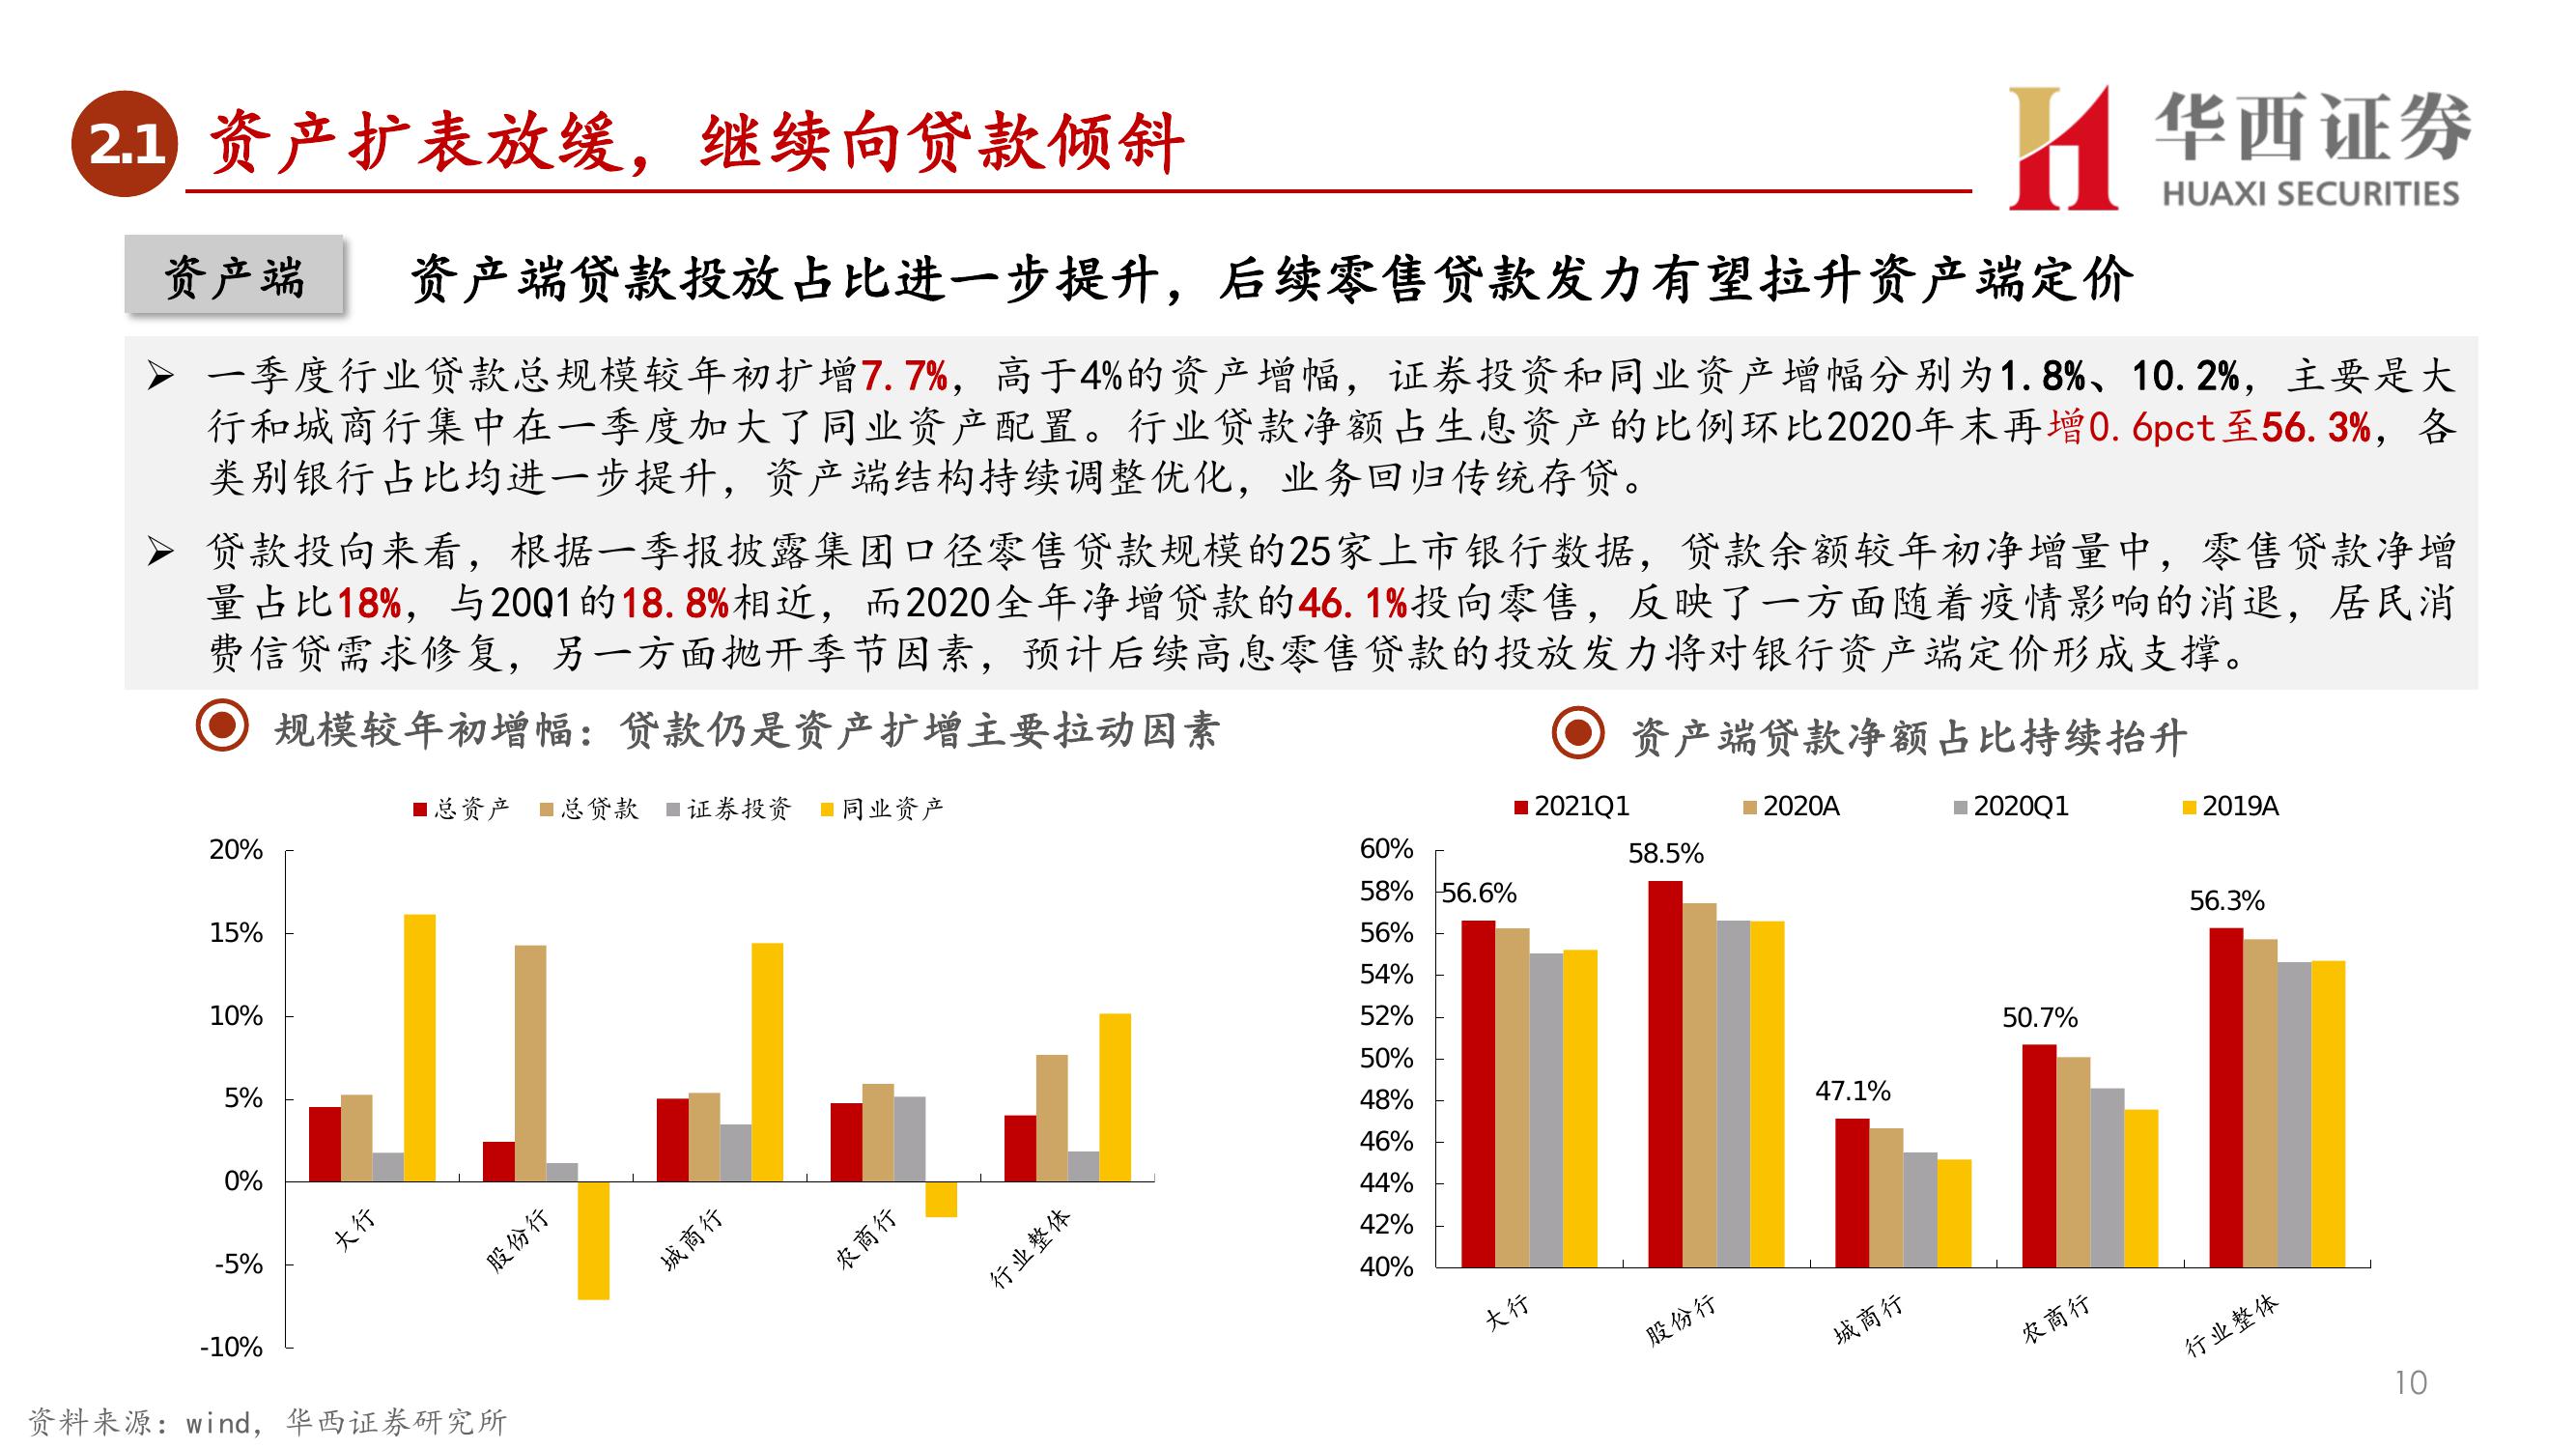 2.1 资产扩表放缓，继续向贷款倾斜
华西证券
HUAXI SECURITIES
资产端 资产端贷款投放占比进一步提升，后续零售贷款发力有望拉升资产端定价
➢ 一季度行业贷款总规模较年初扩增7.7%，高于4%的资产增幅，证券投资和同业资产增幅分别为1.8%、10.2%，主要是大
行和城商行集中在一季度加大了同业资产配置。行业贷款净额占生息资产的比例环比2020年末再增0.6pct至56.3%，各
类别银行占比均进一步提升，资产端结构持续调整优化，业务回归传统存贷。
➢ 贷款投向来看，根据一季报披露集团口径零售贷款规模的25家上市银行数据，贷款余额较年初净增量中，零售贷款净增
量占比18%，与20Q1的18.8%相近，而2020全年净增贷款的46.1%投向零售，反映了一方面随着疫情影响的消退，居民消
费信贷需求修复，另一方面抛开季节因素，预计后续高息零售贷款的投放发力将对银行资产端定价形成支撑。
规模较年初增幅：贷款仍是资产扩增主要拉动因素
总资产 总贷款 证券投资 同业资产
20%
15%
10%
5%
0%
-5%
-10%
大行 股份行 城商行 农商行 行业整体
资产端贷款净额占比持续抬升
2021Q1 2020A 2020Q1 2019A
60%
58%
56%
54%
52%
50%
48%
46%
44%
42%
40%
56.6% 58.5% 47.1% 50.7% 56.3%
大行 股份行 城商行 农商行 行业整体
10
资料来源：wind，华西证券研究所